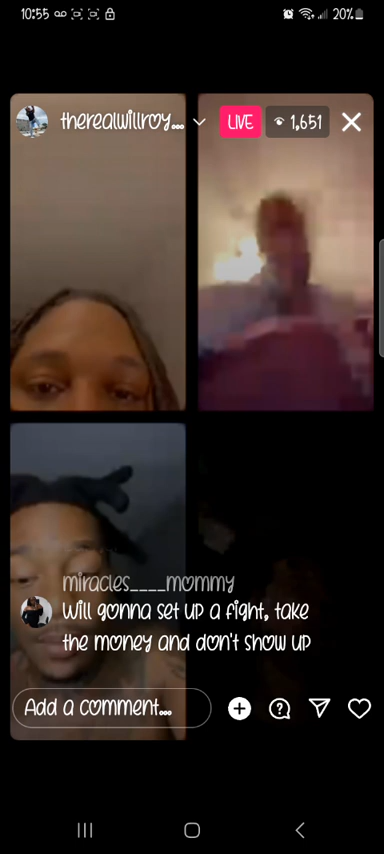 10:55
20%
therealwillroy...
LIVE
1,651
miracles____mommy
Will gonna set up a fight, take
the money and don't show up
Add a comment...